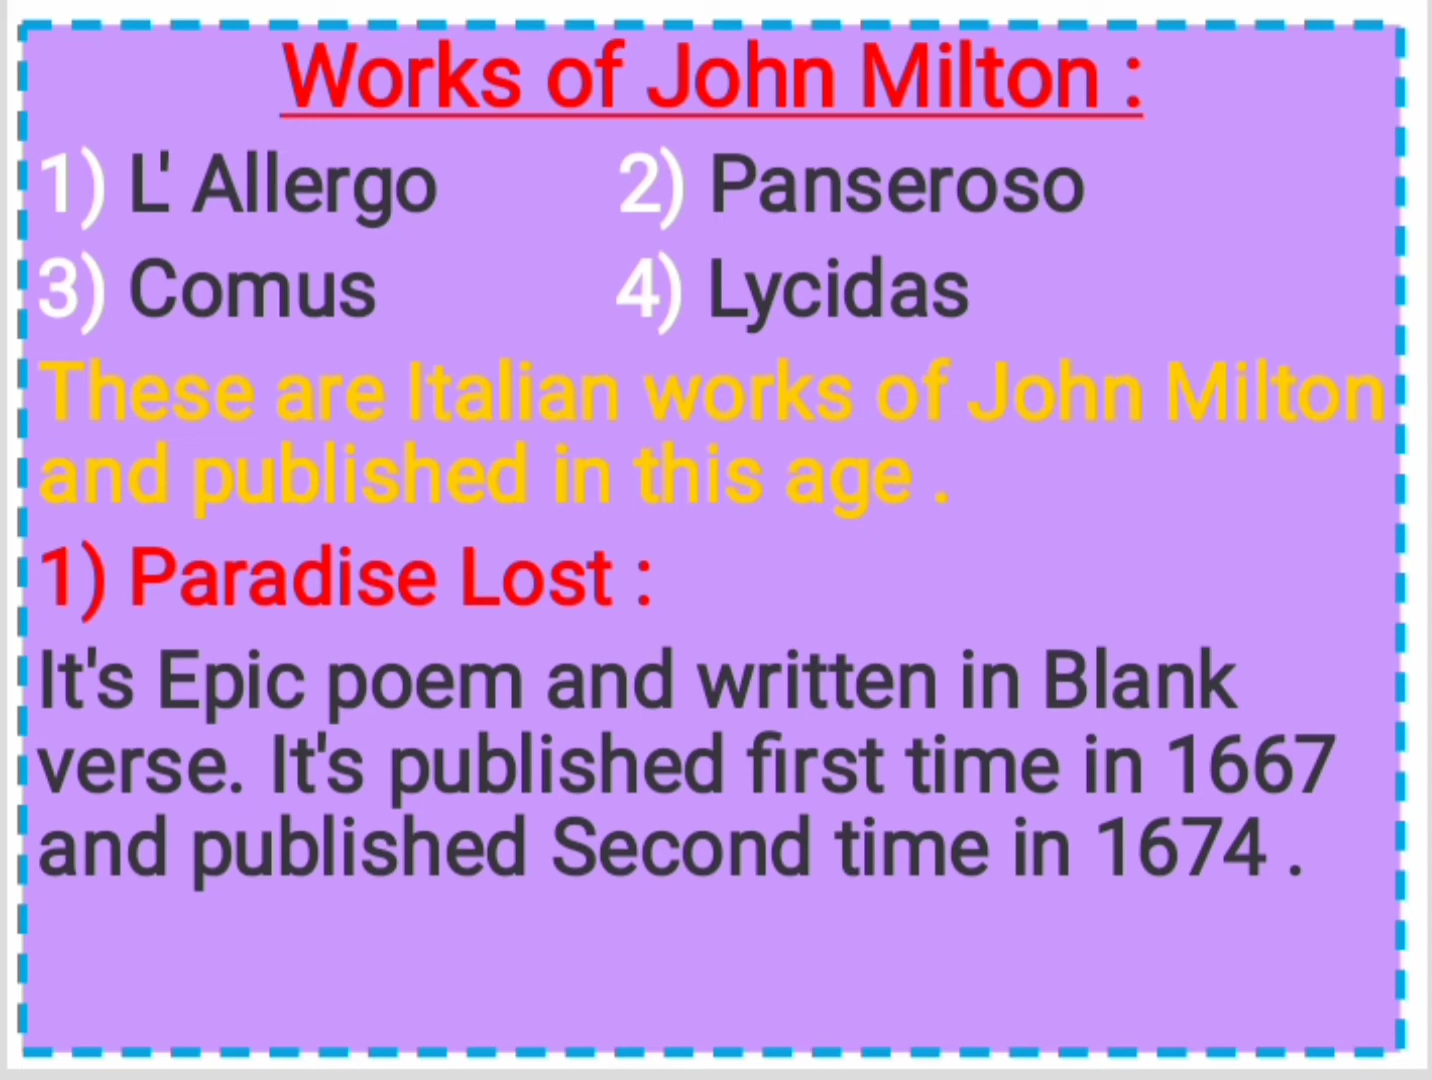 Works of John Milton :
1) L' Allergo 2) Panseroso
3) Comus 4) Lycidas
These are Italian works of John Milton
and published in this age .
1) Paradise Lost :
It's Epic poem and written in Blank
verse. It's published first time in 1667
and published Second time in 1674 .